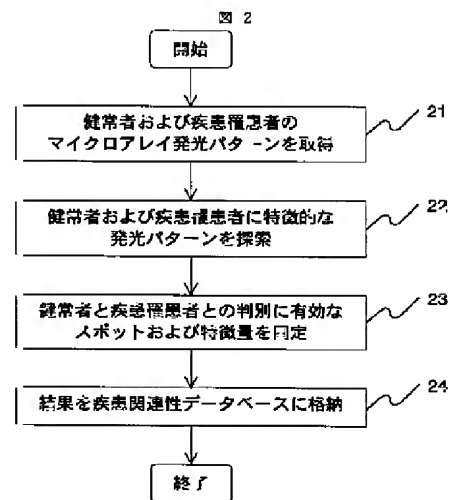 図 2
開始
健常者および疾患罹患者の
マイクロアレイ発光パターンを取得
21
健常者および疾患罹患者に特徴的な
発光パターンを探索
22
健常者と疾患罹患者との判別に有効な
スポットおよび特徴量を同定
23
結果を疾患関連性データベースに格納
24
終了